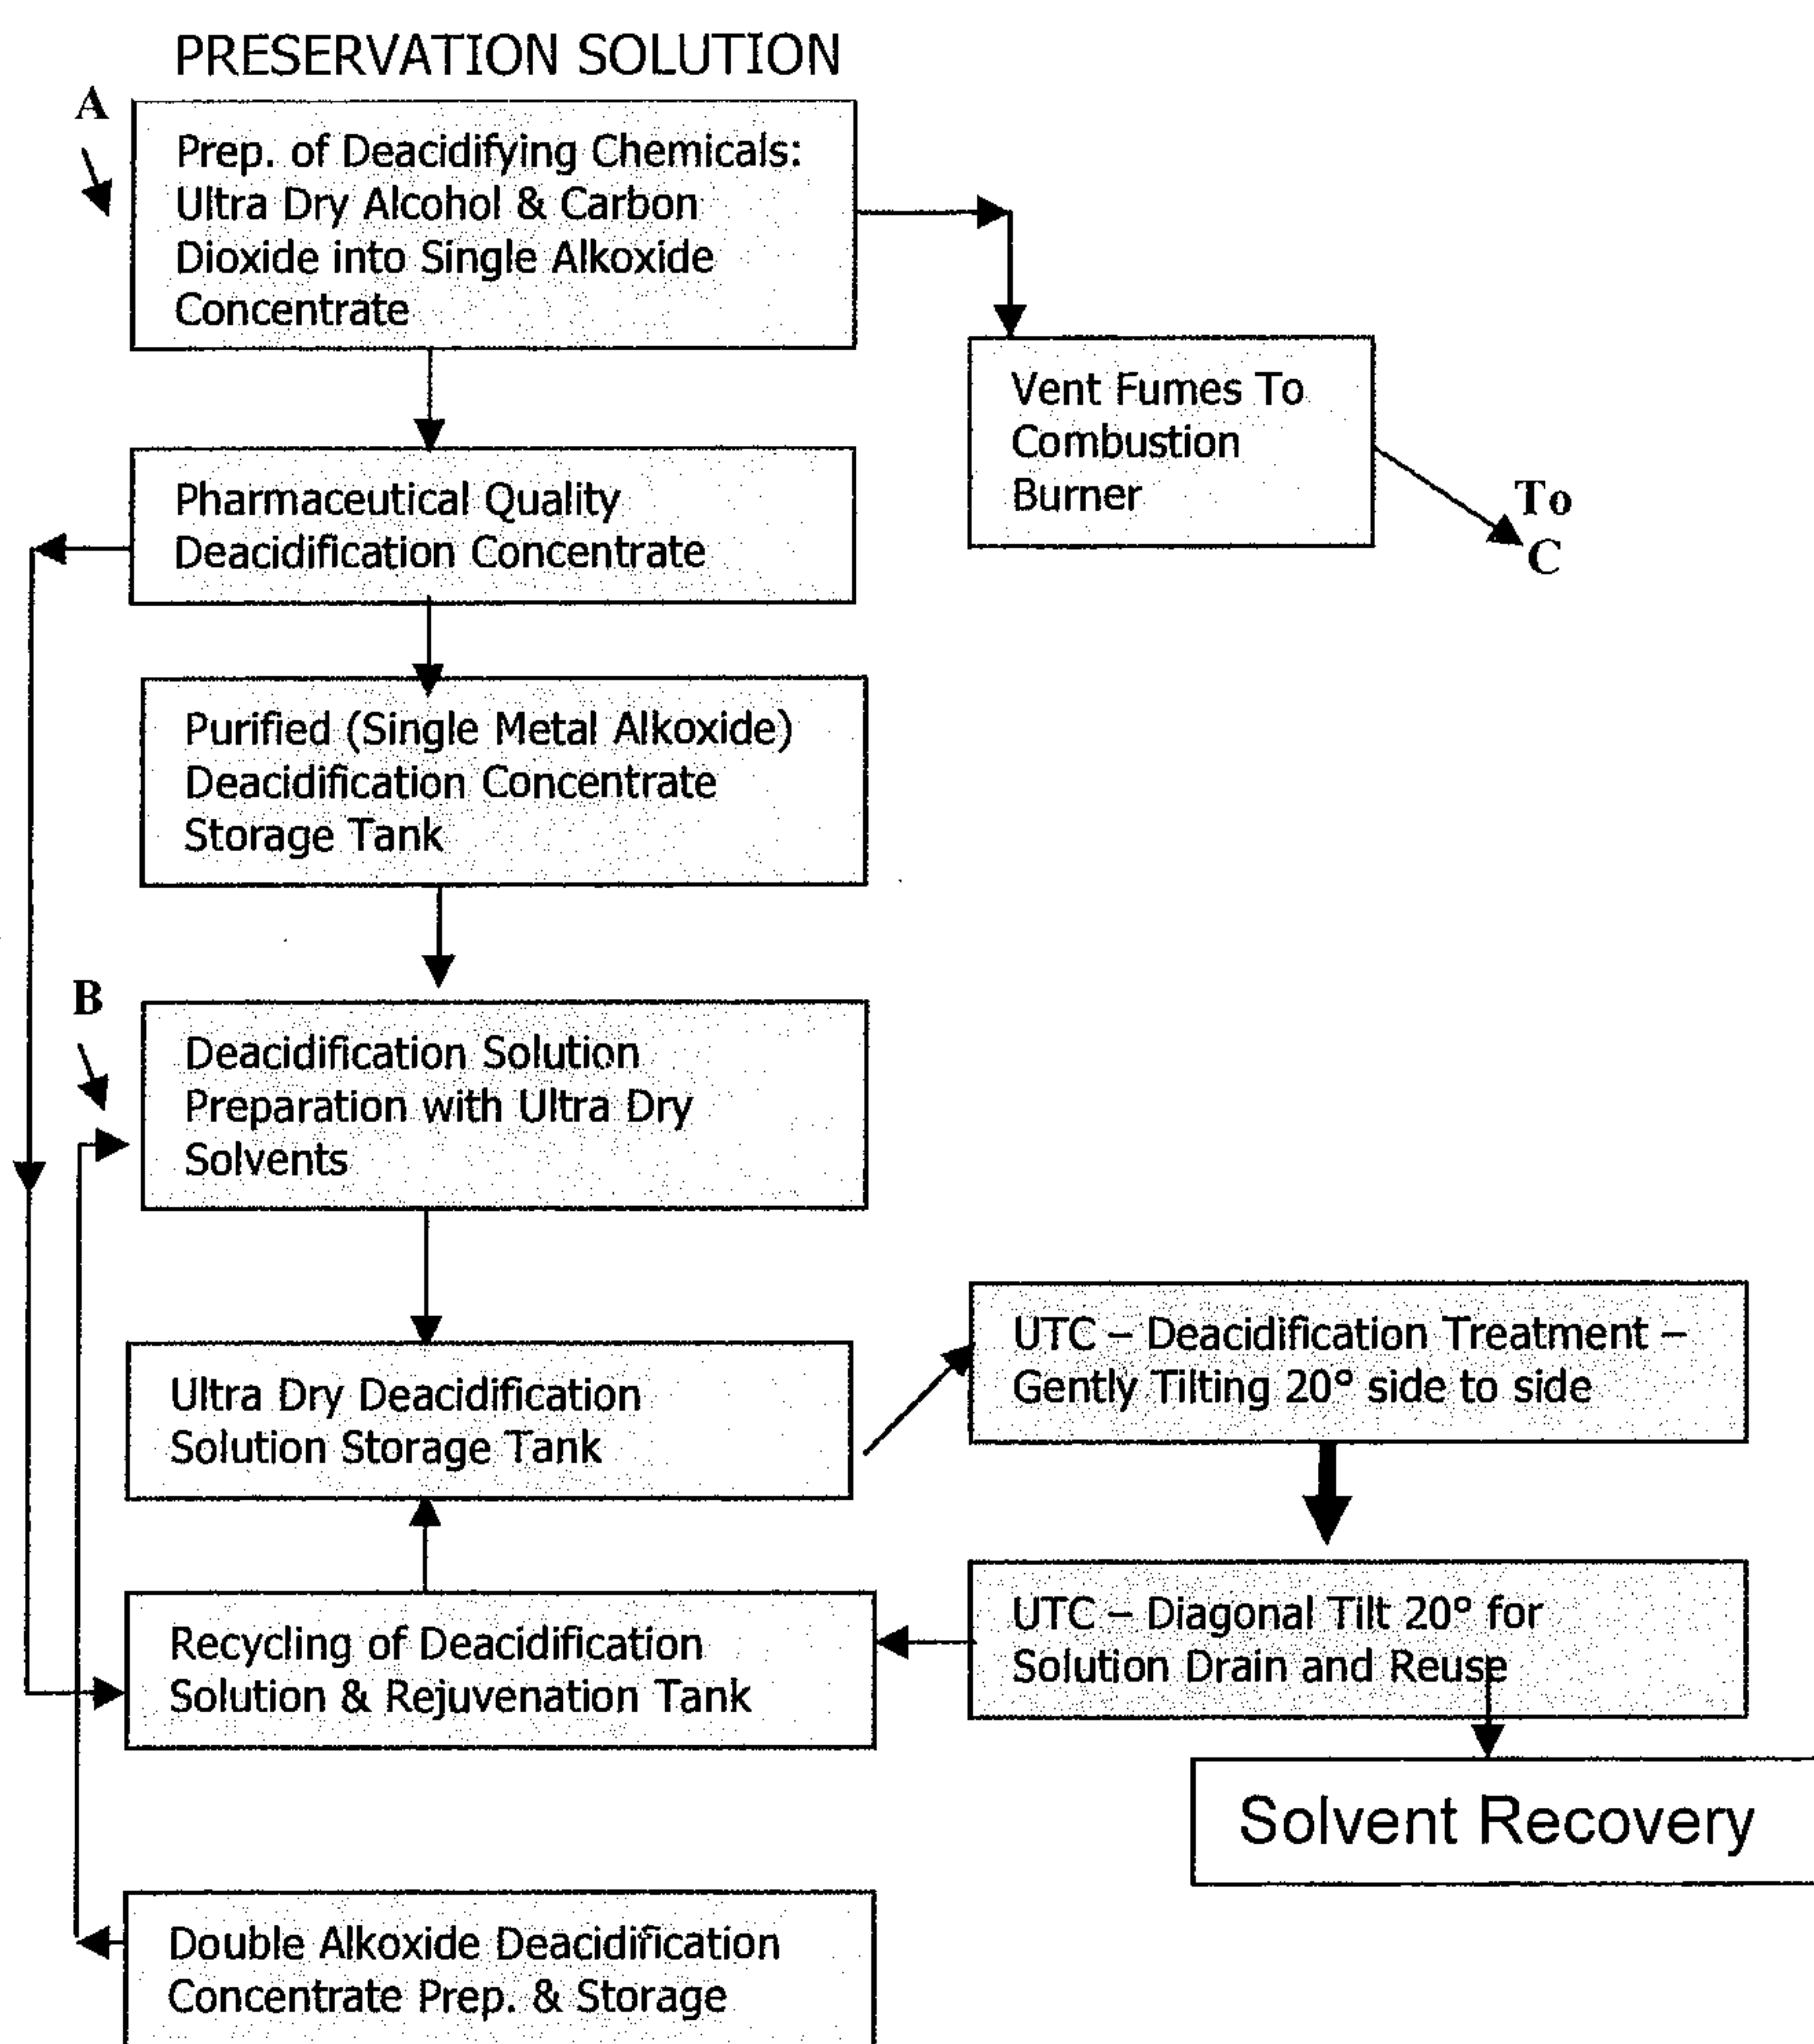 PRESERVATION SOLUTION
A
Prep. of Deacidifying Chemicals:
Ultra Dry Alcohol & Carbon
Dioxide into Single Alkoxide
Concentrate
Vent Fumes To
Combustion
Burner
To
C
Pharmaceutical Quality
Deacidification Concentrate
Purified (Single Metal Alkoxide)
Deacidification Concentrate
Storage Tank
B
Deacidification Solution
Preparation with Ultra Dry
Solvents
Ultra Dry Deacidification
Solution Storage Tank
UTC – Deacidification Treatment –
Gently Tilting 20° side to side
UTC – Diagonal Tilt 20° for
Solution Drain and Reuse
Recycling of Deacidification
Solution & Rejuvenation Tank
Solvent Recovery
Double Alkoxide Deacidification
Concentrate Prep. & Storage